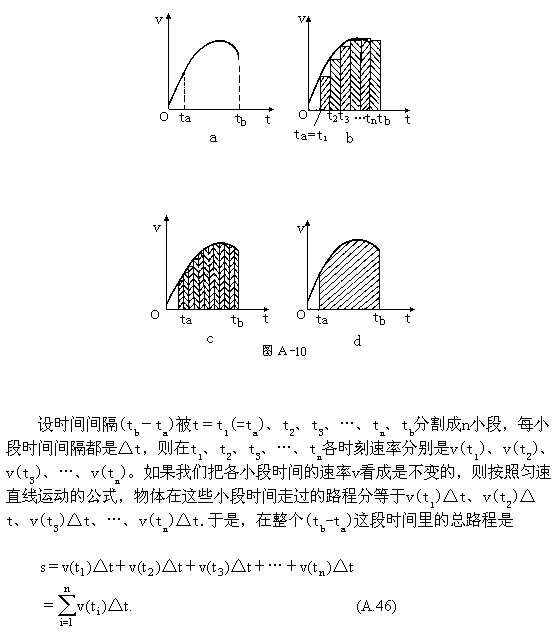 v
v
O ta tb t
O t2 t3 …tn tb t
ta=t1
a
b
v
v
O ta tb t
O ta tb t
c
d
图 A-10
设时间间隔(tb-ta)被t=t1(=ta)、t2、t3、…、tn、tb分割成n小段，每小
段时间间隔都是△t，则在t1、t2、t3、…、tn各时刻速率分别是v(t1)、v(t2)、
v(t3)、…、v(tn)。如果我们把各小段时间的速率v看成是不变的，则按照匀速
直线运动的公式，物体在这些小段时间走过的路程分等于v(t1)△t、v(t2)△
t、v(t3)△t、…、v(tn)△t.于是，在整个(tb-ta)这段时间里的总路程是
s=v(t1)△t+v(t2)△t+v(t3)△t+…+v(tn)△t
=∑_{i=1}^{n}v(ti)△t. (A.46)